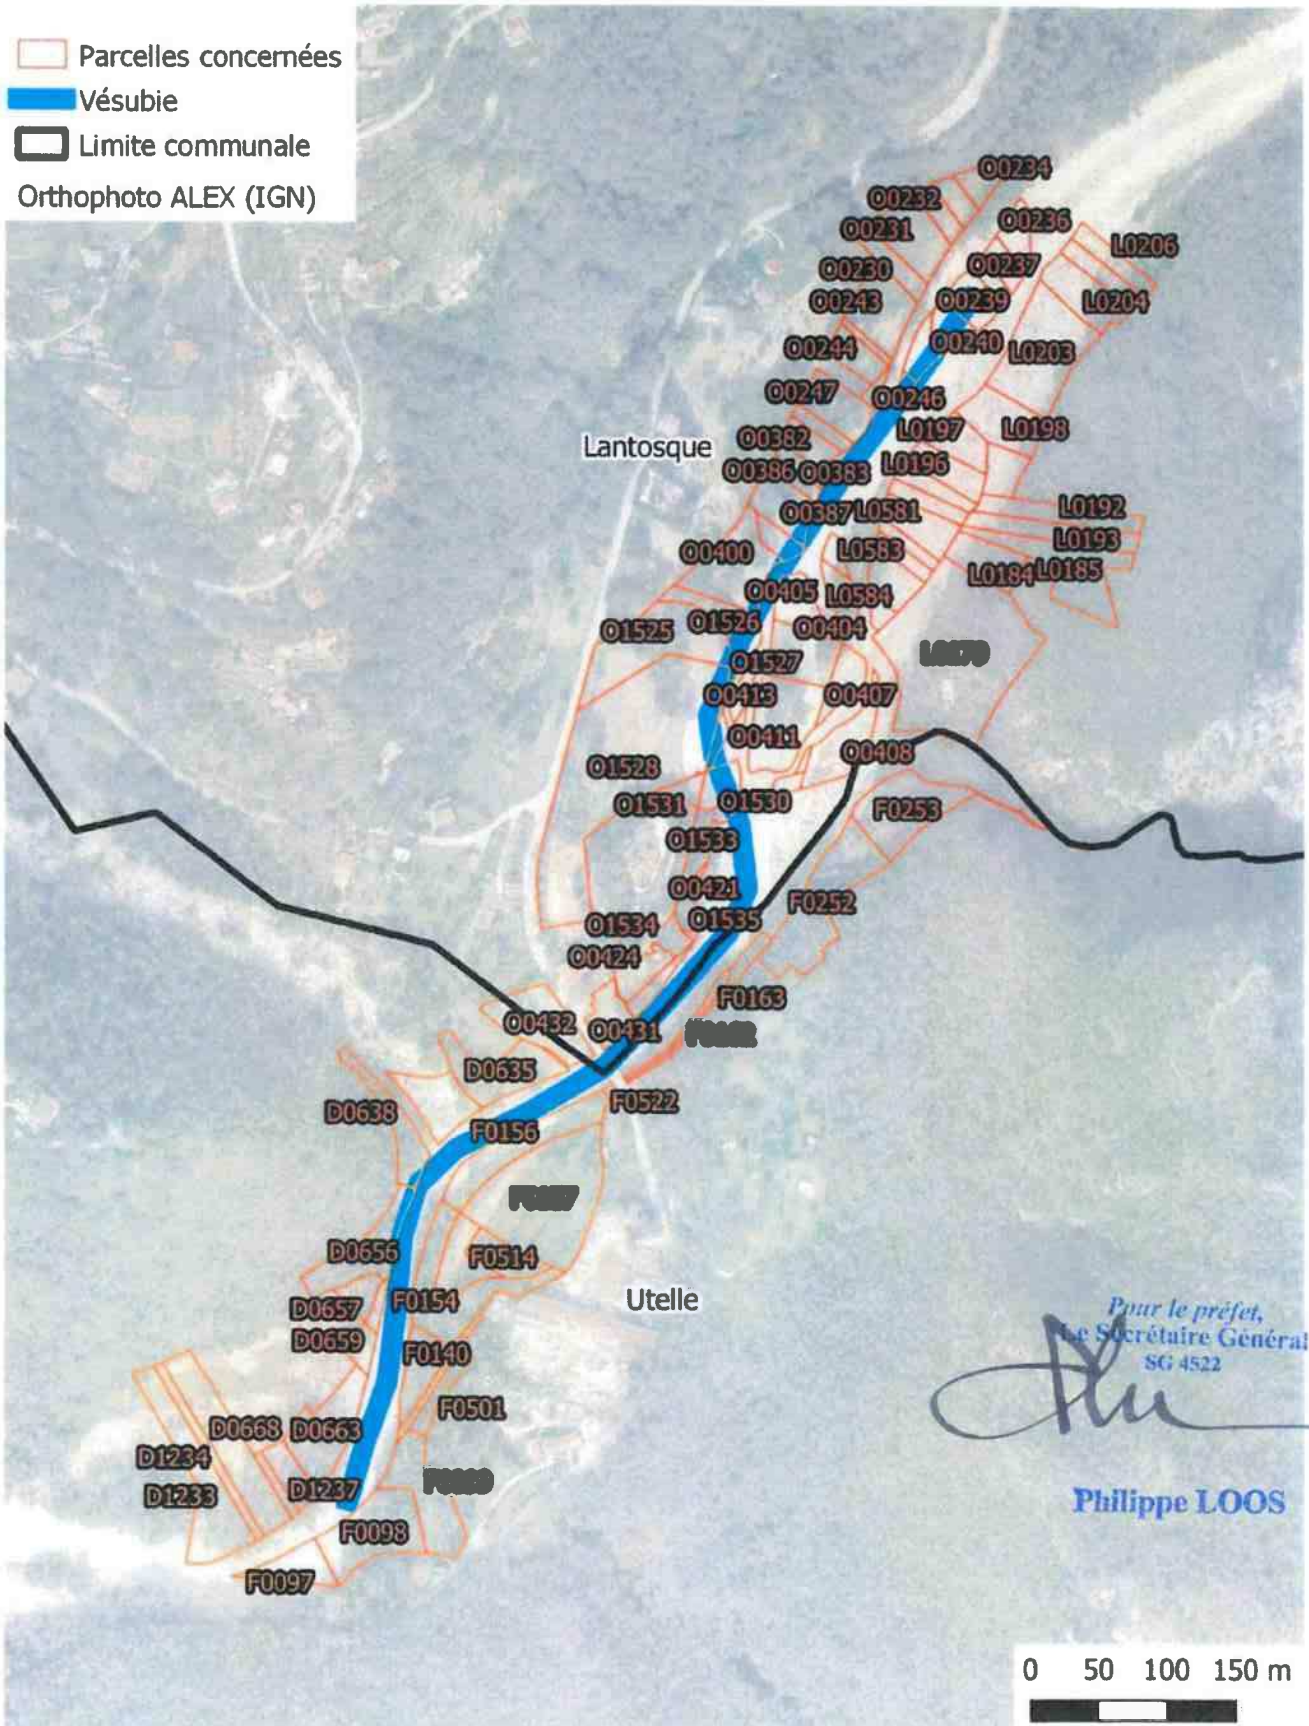 Parcelles concernées
Vésubie
Limite communale
Orthophoto ALEX (IGN)
O0234
O0232
O0236
O0231
L0206
O0230
O0237
O0243
O0239
L0204
O0244
O0240
L0203
O0247
O0246
O0382
L0197
L0198
Lantosque
O0386
O0383
L0196
O0387
L0581
L0192
L0193
O0400
L0583
L0184
L0185
O0405
L0584
O1525
O1526
O0404
O1527
O0413
O0407
O0411
O0408
O1528
O1531
O1530
F0253
O1533
O0421
F0252
O1534
O1535
O0424
F0163
O0432
O0431
D0635
D0638
F0522
F0156
D0656
F0514
D0657
F0154
Utelle
D0659
F0140
F0501
D0668
D0663
D1234
D1233
D1237
F0098
F0097
Pour le préfet,
Le Secrétaire Général
SG 4522
Philippe LOOS
0 50 100 150 m